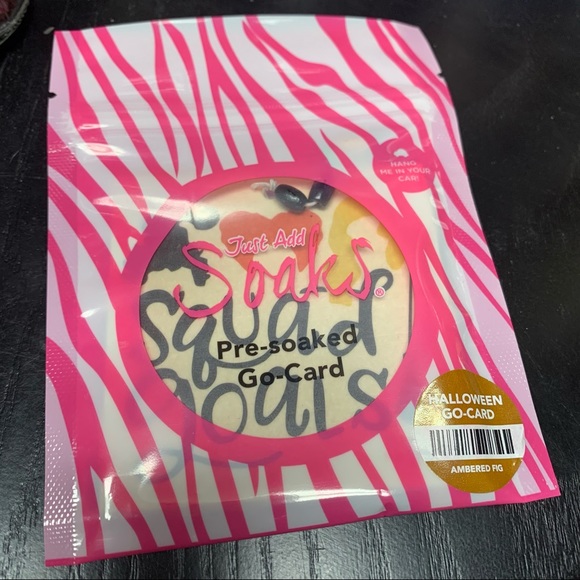 HANG
ME IN YOUR
CAR!
Just Add
Soaks®
squad
Pre-soaked
Go-Card
goals
HALLOWEEN
GO-CARD
AMBERED FIG